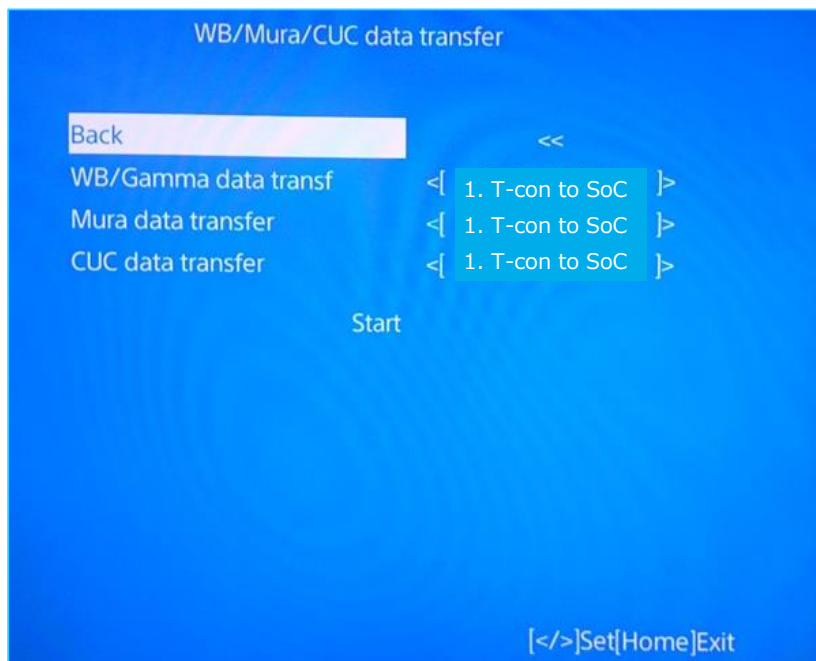 WB/Mura/CUC data transfer
Back <<
WB/Gamma data transf <[ 1. T-con to SoC ]>
Mura data transfer <[ 1. T-con to SoC ]>
CUC data transfer <[ 1. T-con to SoC ]>
Start
[</>]Set[Home]Exit